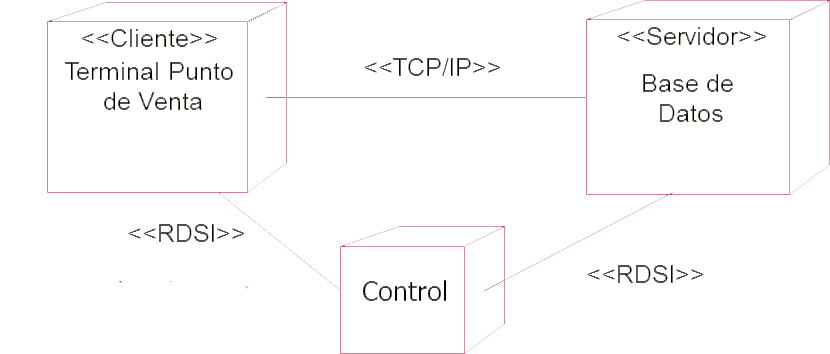 <<Cliente>>
Terminal Punto
de Venta
<<TCP/IP>>
<<Servidor>>
Base de
Datos
<<RDSI>>
Control
<<RDSI>>